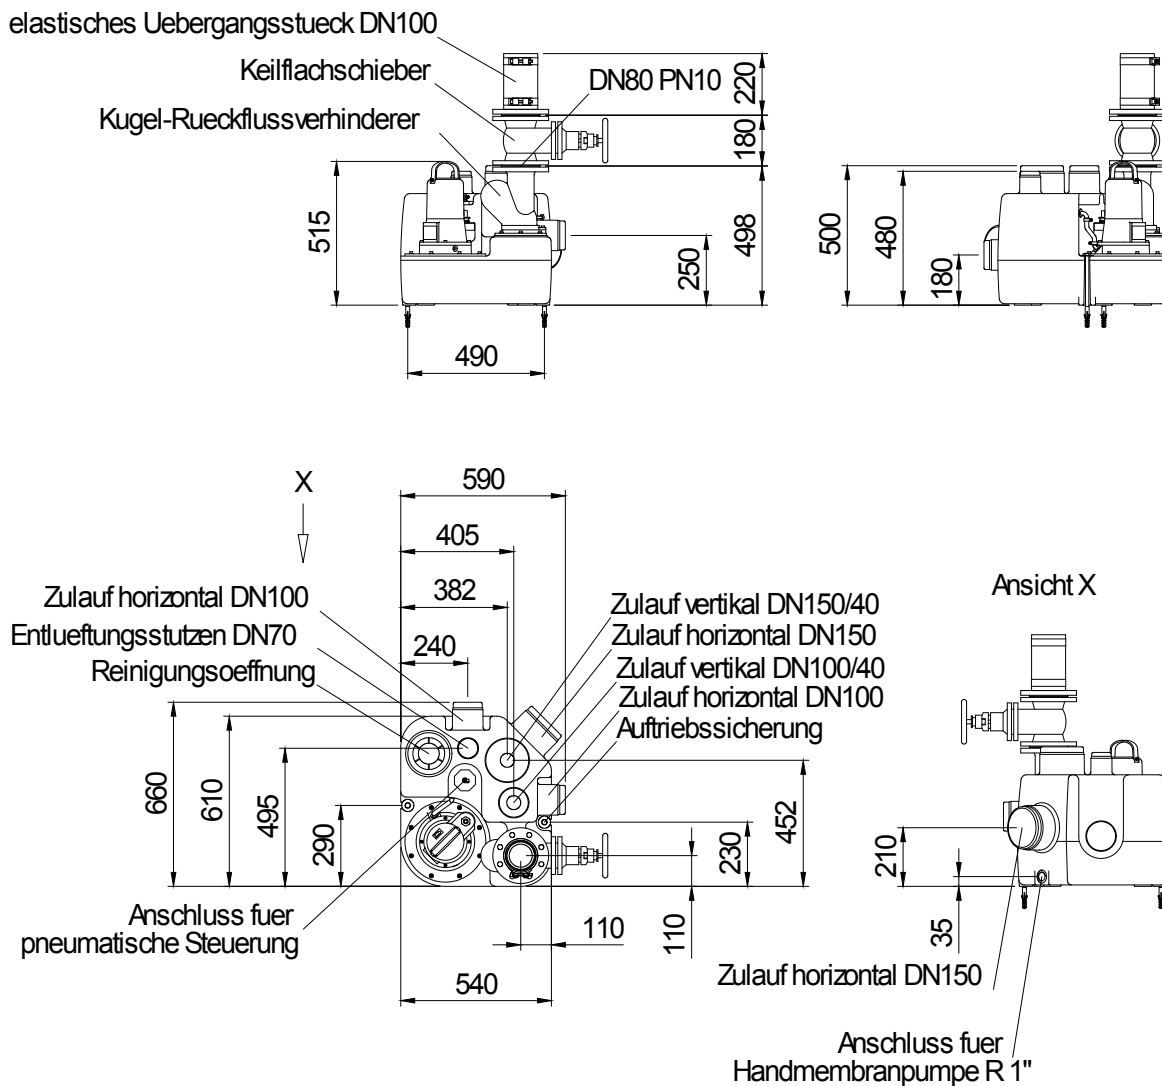 elastisches Uebergangsstueck DN100
Keilflachschieber
DN80 PN10
Kugel-Rueckflussverhinderer
220
180
515
498
250
490
500
480
180
X
590
405
382
240
Zulauf horizontal DN100
Entlueftungsstutzen DN70
Reinigungsoeffnung
Zulauf vertikal DN150/40
Zulauf horizontal DN150
Zulauf vertikal DN100/40
Zulauf horizontal DN100
Auftriebssicherung
660
610
495
290
452
230
110
110
540
Anschluss fuer
pneumatische Steuerung
Ansicht X
210
35
Zulauf horizontal DN150
Anschluss fuer
Handmembranpumpe R 1"